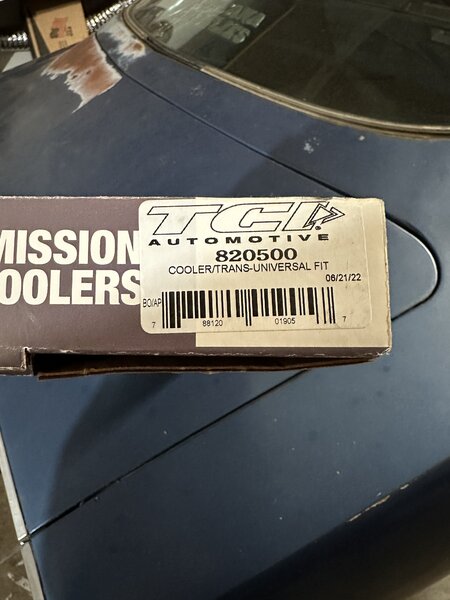 MISSION
OOLERS
TCI®
AUTOMOTIVE
820500
COOLER/TRANS-UNIVERSAL FIT
06/21/22
BO/AP
7 88120 01905 7